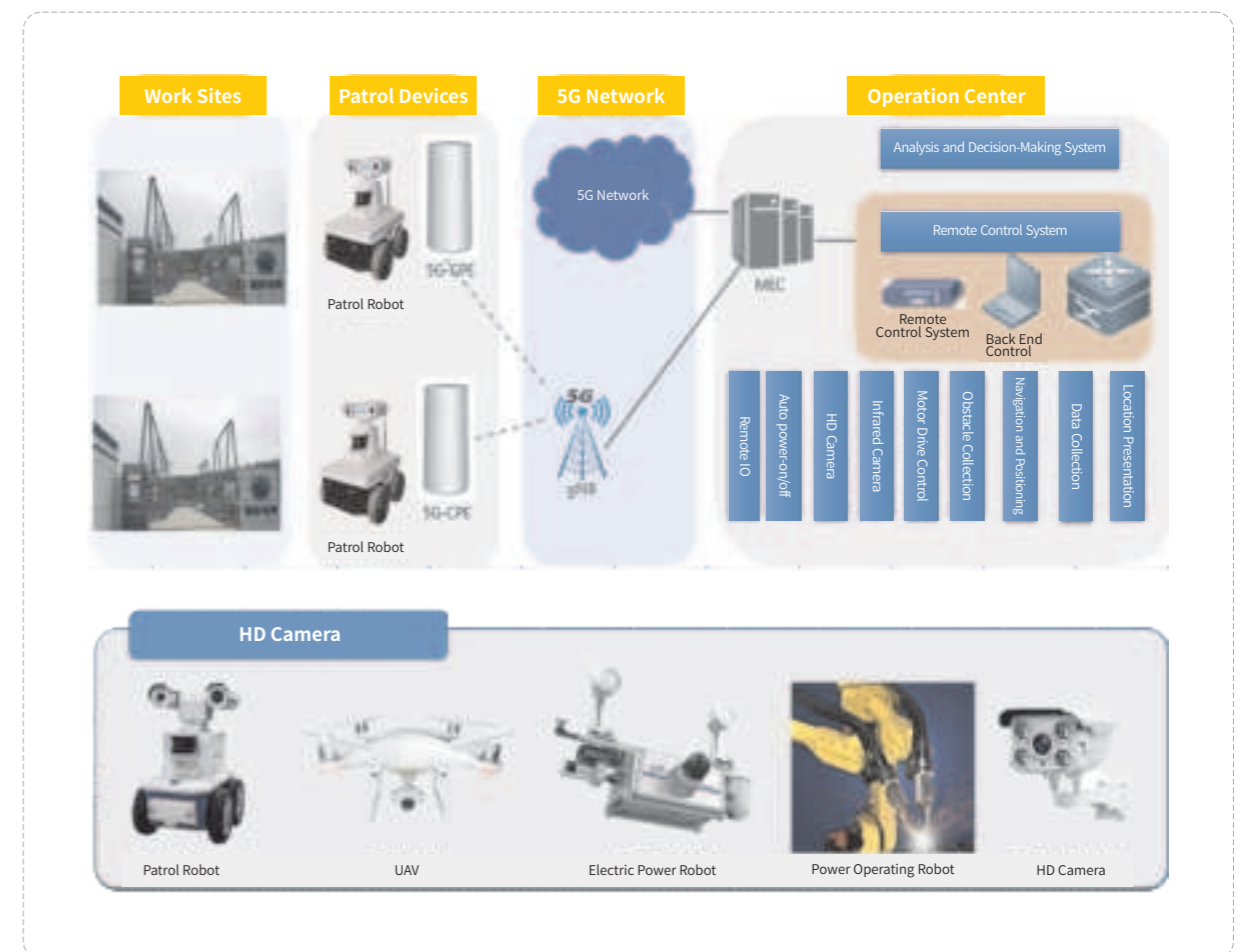 Work Sites
Patrol Devices
5G Network
Operation Center
Analysis and Decision-Making System
5G Network
Remote Control System
5G-CPE
MEC
Patrol Robot
Remote
Control System
Back End
Control
5G
gNB
5G-CPE
Patrol Robot
Remote IO
Auto power-on/off
HD Camera
Infrared Camera
Motor Drive Control
Obstacle Collection
Navigation and Positioning
Data Collection
Location Presentation
HD Camera
Patrol Robot
UAV
Electric Power Robot
Power Operating Robot
HD Camera